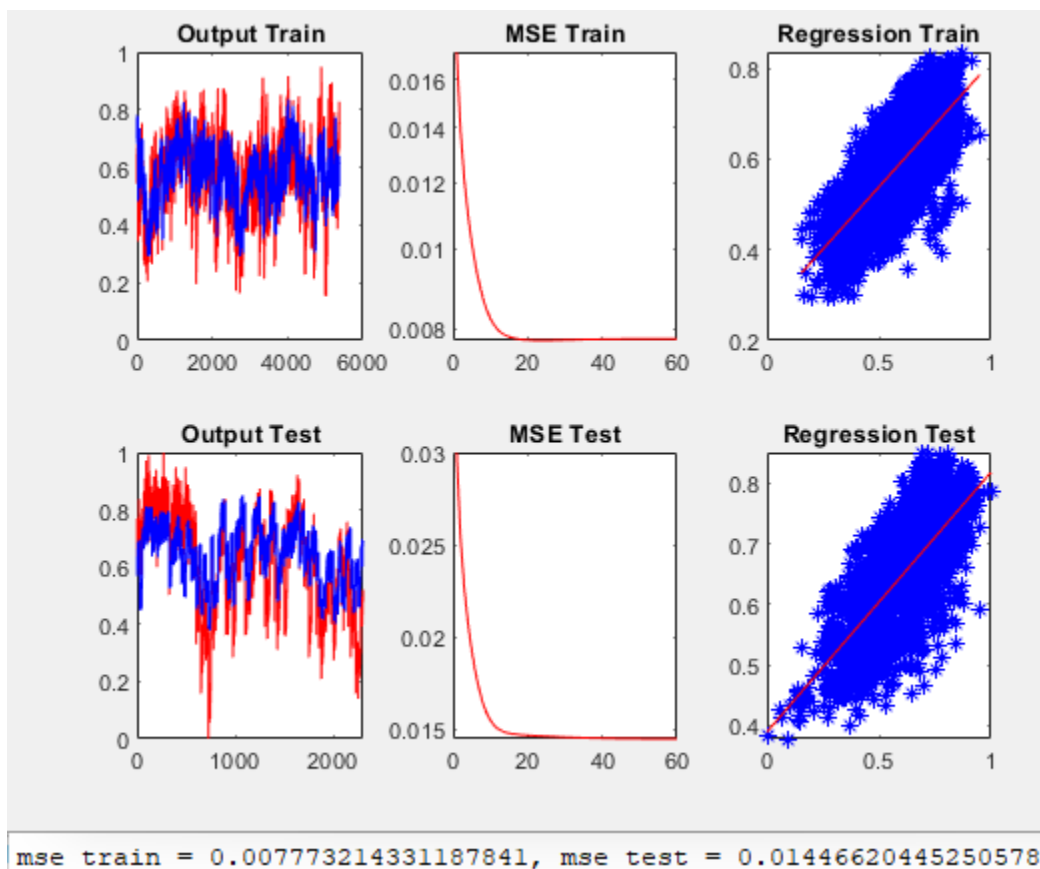 Output Train
1
0.8
0.6
0.4
0.2
0
0 2000 4000 6000
MSE Train
0.016
0.014
0.012
0.01
0.008
0 20 40 60
Regression Train
0.8
0.6
0.4
0.2
0 0.5 1
Output Test
1
0.8
0.6
0.4
0.2
0
0 1000 2000
MSE Test
0.03
0.025
0.02
0.015
0 20 40 60
Regression Test
0.8
0.7
0.6
0.5
0.4
0 0.5 1
mse train = 0.007773214331187841, mse test = 0.01446620445250578